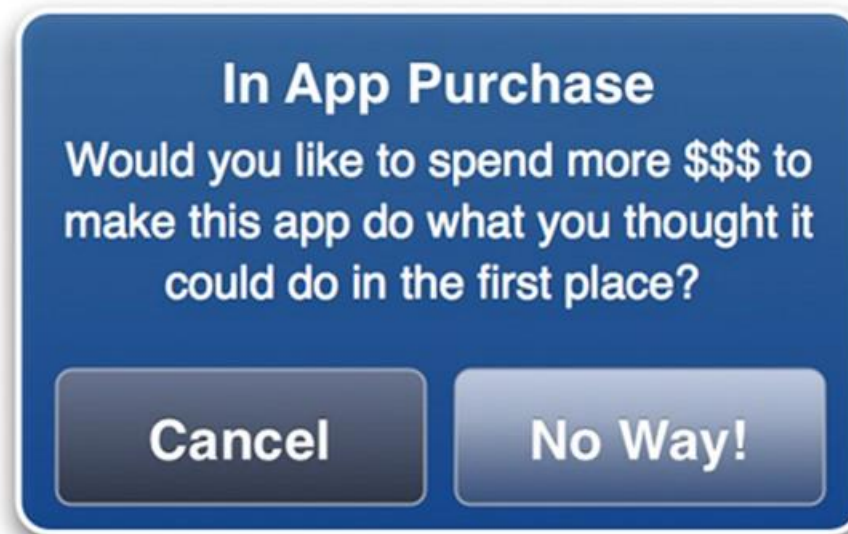 In App Purchase
Would you like to spend more $$$ to
make this app do what you thought it
could do in the first place?
Cancel
No Way!